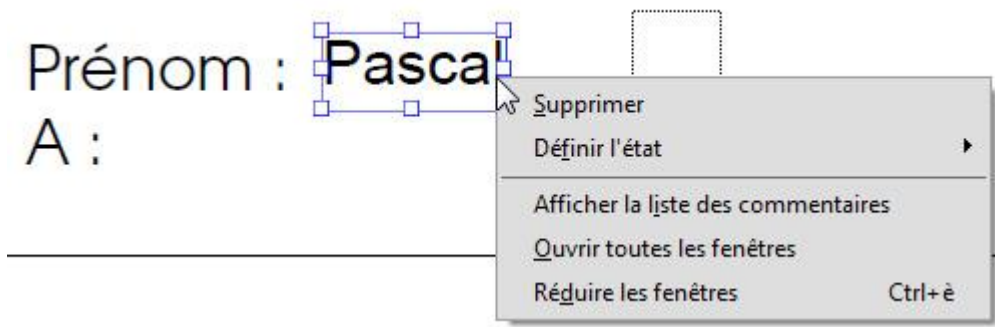 Prénom : Pascal
A :
Supprimer
Définir l'état
Afficher la liste des commentaires
Ouvrir toutes les fenêtres
Réduire les fenêtres Ctrl+è